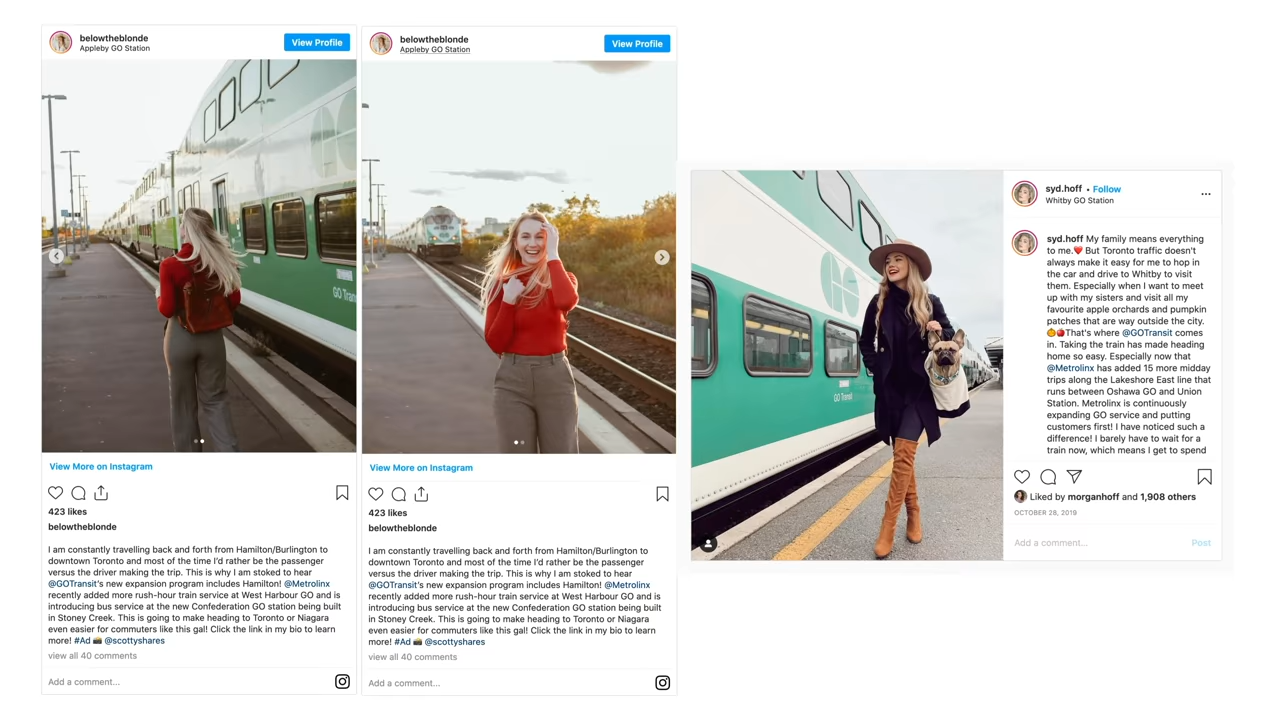 belowtheblonde
Appleby GO Station
View Profile
GO Tran
View More on Instagram
423 likes
belowtheblonde
I am constantly travelling back and forth from Hamilton/Burlington to
downtown Toronto and most of the time I'd rather be the passenger
versus the driver making the trip. This is why I am stoked to hear
@GOTransit's new expansion program includes Hamilton! @Metrolinx
recently added more rush-hour train service at West Harbour GO and is
introducing bus service at the new Confederation GO station being built
in Stoney Creek. This is going to make heading to Toronto or Niagara
even easier for commuters like this gal! Click the link in my bio to learn
more! #Ad 📸 @scottyshares
view all 40 comments
Add a comment...
belowtheblonde
Appleby GO Station
View Profile
View More on Instagram
423 likes
belowtheblonde
I am constantly travelling back and forth from Hamilton/Burlington to
downtown Toronto and most of the time I'd rather be the passenger
versus the driver making the trip. This is why I am stoked to hear
@GOTransit's new expansion program includes Hamilton! @Metrolinx
recently added more rush-hour train service at West Harbour GO and is
introducing bus service at the new Confederation GO station being built
in Stoney Creek. This is going to make heading to Toronto or Niagara
even easier for commuters like this gal! Click the link in my bio to learn
more! #Ad 📸 @scottyshares
view all 40 comments
Add a comment...
GO Transit
syd.hoff • Follow
Whitby GO Station
syd.hoff My family means everything
to me.❤️ But Toronto traffic doesn't
always make it easy for me to hop in
the car and drive to Whitby to visit
them. Especially when I want to meet
up with my sisters and visit all my
favourite apple orchards and pumpkin
patches that are way outside the city.
🎃🍎That's where @GOTransit comes
in. Taking the train has made heading
home so easy. Especially now that
@Metrolinx has added 15 more midday
trips along the Lakeshore East line that
runs between Oshawa GO and Union
Station. Metrolinx is continuously
expanding GO service and putting
customers first! I have noticed such a
difference! I barely have to wait for a
train now, which means I get to spend
Liked by morganhoff and 1,908 others
OCTOBER 28, 2019
Add a comment...
Post